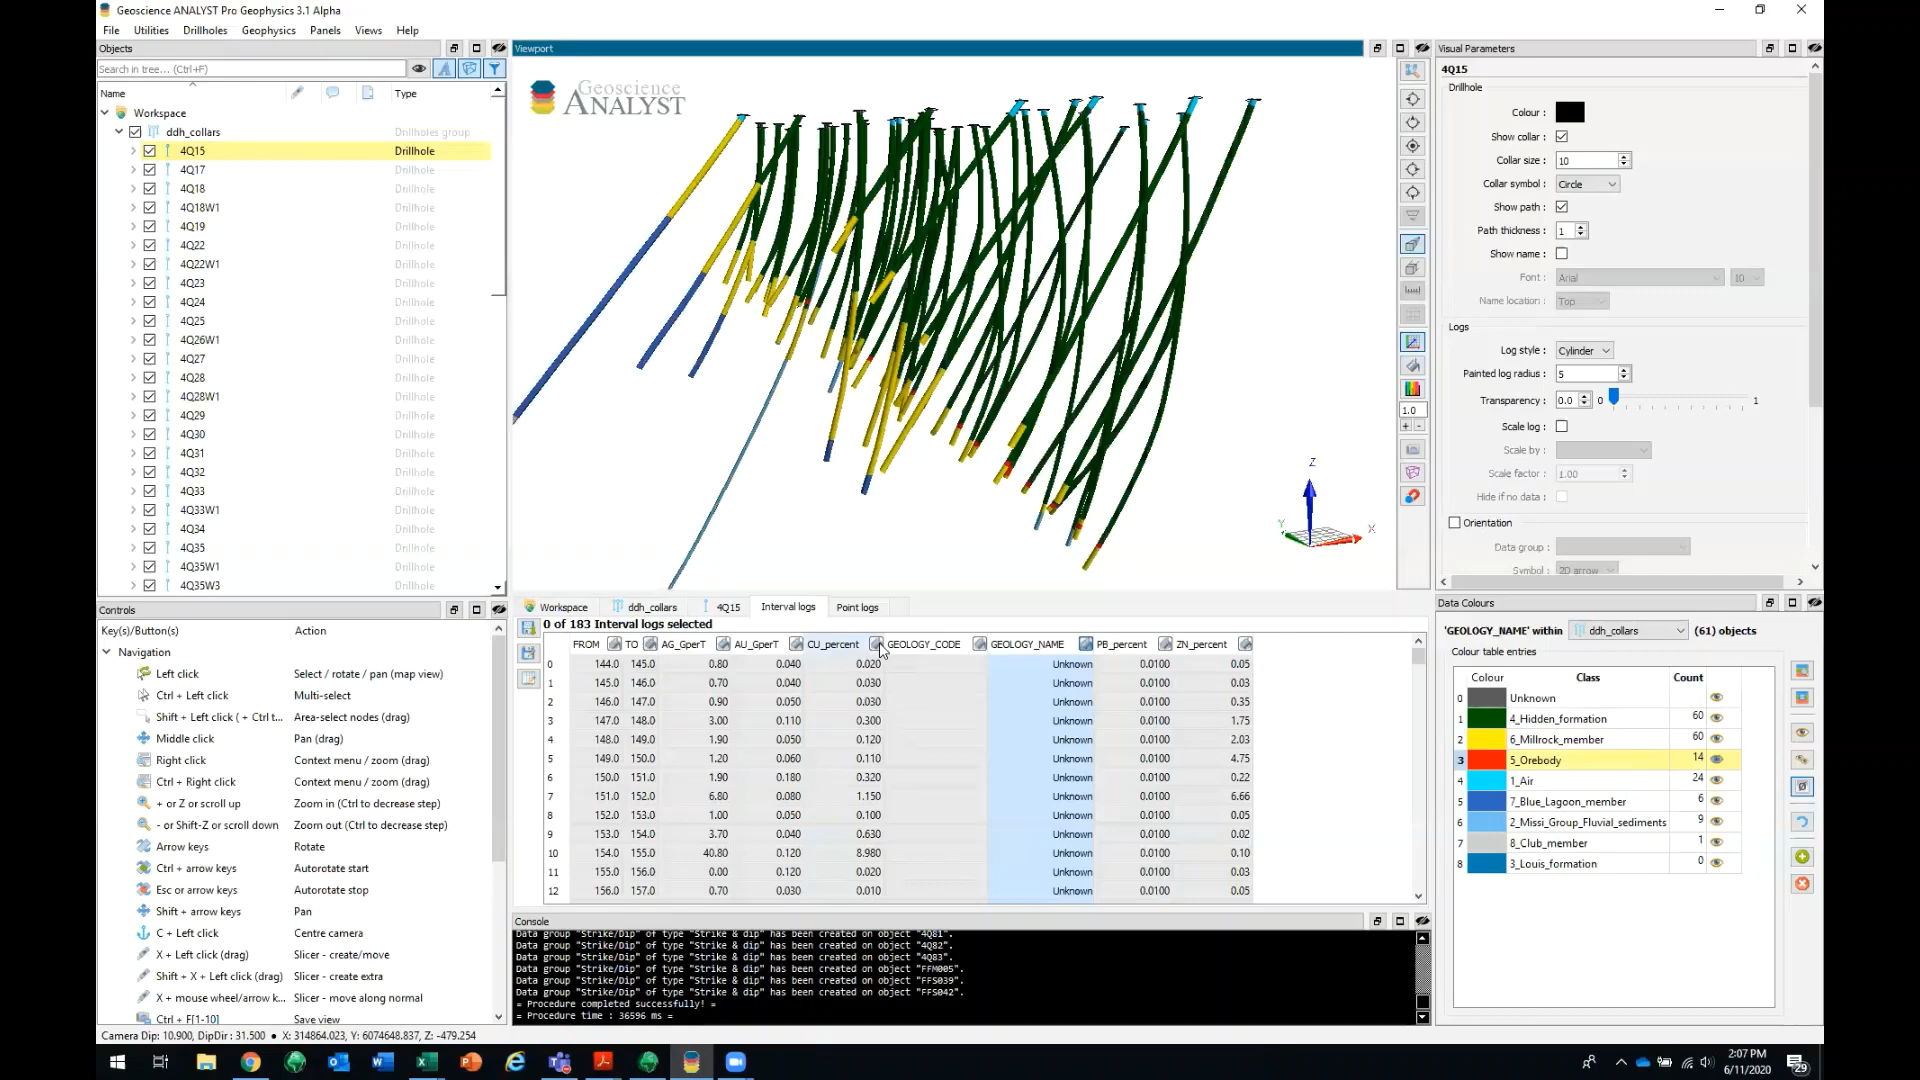 Geoscience ANALYST Pro Geophysics 3.1 Alpha
File Utilities Drillholes Geophysics Panels Views Help
Objects
Search in tree... (Ctrl+F)
Name Type
Workspace
ddh_collars Drillholes group
4Q15 Drillhole
4Q17 Drillhole
4Q18 Drillhole
4Q18W1 Drillhole
4Q19 Drillhole
4Q22 Drillhole
4Q22W1 Drillhole
4Q23 Drillhole
4Q24 Drillhole
4Q25 Drillhole
4Q26W1 Drillhole
4Q27 Drillhole
4Q28 Drillhole
4Q28W1 Drillhole
4Q29 Drillhole
4Q30 Drillhole
4Q31 Drillhole
4Q32 Drillhole
4Q33 Drillhole
4Q33W1 Drillhole
4Q34 Drillhole
4Q35 Drillhole
4Q35W1 Drillhole
4Q35W3 Drillhole
Controls
Key(s)/Button(s) Action
Navigation
Left click Select / rotate / pan (map view)
Ctrl + Left click Multi-select
Shift + Left click ( + Ctrl t... Area-select nodes (drag)
Middle click Pan (drag)
Right click Context menu / zoom (drag)
Ctrl + Right click Context menu / zoom (drag)
+ or Z or scroll up Zoom in (Ctrl to decrease step)
- or Shift-Z or scroll down Zoom out (Ctrl to decrease step)
Arrow keys Rotate
Ctrl + arrow keys Autorotate start
Esc or arrow keys Autorotate stop
Shift + arrow keys Pan
C + Left click Centre camera
X + Left click (drag) Slicer - create/move
Shift + X + Left click (drag) Slicer - create extra
X + mouse wheel/arrow k... Slicer - move along normal
Ctrl + F[1-10] Save view
Viewport
Geoscience
ANALYST
Z
Y
X
1.0
+ -
Workspace ddh_collars 4Q15 Interval logs Point logs
0 of 183 Interval logs selected
FROM TO AG_GperT AU_GperT CU_percent GEOLOGY_CODE GEOLOGY_NAME PB_percent ZN_percent
0 144.0 145.0 0.80 0.040 0.020 Unknown 0.0100 0.05
1 145.0 146.0 0.70 0.040 0.030 Unknown 0.0100 0.03
2 146.0 147.0 0.90 0.050 0.030 Unknown 0.0100 0.35
3 147.0 148.0 3.00 0.110 0.300 Unknown 0.0100 1.75
4 148.0 149.0 1.90 0.050 0.120 Unknown 0.0100 2.03
5 149.0 150.0 1.20 0.060 0.110 Unknown 0.0100 4.75
6 150.0 151.0 1.90 0.180 0.320 Unknown 0.0100 0.22
7 151.0 152.0 6.80 0.080 1.150 Unknown 0.0100 6.66
8 152.0 153.0 1.00 0.050 0.100 Unknown 0.0100 0.05
9 153.0 154.0 3.70 0.040 0.630 Unknown 0.0100 0.02
10 154.0 155.0 40.80 0.120 8.980 Unknown 0.0100 0.10
11 155.0 156.0 0.00 0.120 0.020 Unknown 0.0100 0.03
12 156.0 157.0 0.70 0.030 0.010 Unknown 0.0100 0.05
Console
Data group "Strike/Dip" of type "Strike & dip" has been created on object "4Q81".
Data group "Strike/Dip" of type "Strike & dip" has been created on object "4Q82".
Data group "Strike/Dip" of type "Strike & dip" has been created on object "4Q83".
Data group "Strike/Dip" of type "Strike & dip" has been created on object "FFM005".
Data group "Strike/Dip" of type "Strike & dip" has been created on object "FFS039".
Data group "Strike/Dip" of type "Strike & dip" has been created on object "FFS042".
= Procedure completed successfully! =
= Procedure time : 36596 ms =
Visual Parameters
4Q15
Drillhole
Colour :
Show collar :
Collar size : 10
Collar symbol : Circle
Show path :
Path thickness : 1
Show name :
Font : Arial 10
Name location : Top
Logs
Log style : Cylinder
Painted log radius : 5
Transparency : 0.0 0 1
Scale log :
Scale by :
Scale factor : 1.00
Hide if no data :
Orientation
Data group :
Symbol : 2D arrow
Data Colours
'GEOLOGY_NAME' within ddh_collars (61) objects
Colour table entries
Colour Class Count
0 Unknown
1 4_Hidden_formation 60
2 6_Millrock_member 60
3 5_Orebody 14
4 1_Air 24
5 7_Blue_Lagoon_member 6
6 2_Missi_Group_Fluvial_sediments 9
7 8_Club_member 1
8 3_Louis_formation 0
Camera Dip: 10.900, DipDir : 31.500 ● X: 314864.023, Y: 6074648.837, Z: -479.254
2:07 PM
6/11/2020
29